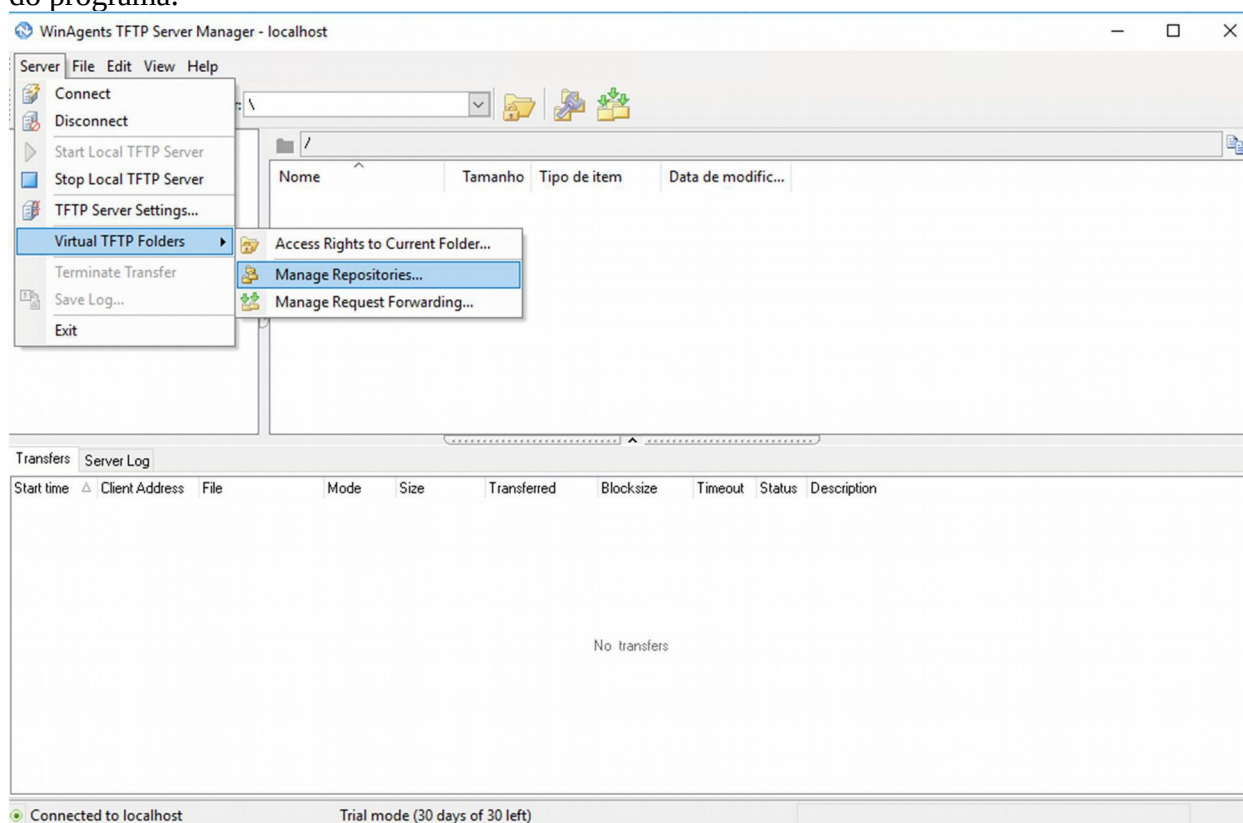 do programa.
WinAgents TFTP Server Manager - localhost
Server File Edit View Help
Connect
Disconnect
Start Local TFTP Server
Stop Local TFTP Server
TFTP Server Settings...
Virtual TFTP Folders
Terminate Transfer
Save Log...
Exit
Access Rights to Current Folder...
Manage Repositories...
Manage Request Forwarding...
\
/
Nome Tamanho Tipo de item Data de modific...
Transfers Server Log
Start time Client Address File Mode Size Transferred Blocksize Timeout Status Description
No transfers
Connected to localhost Trial mode (30 days of 30 left)